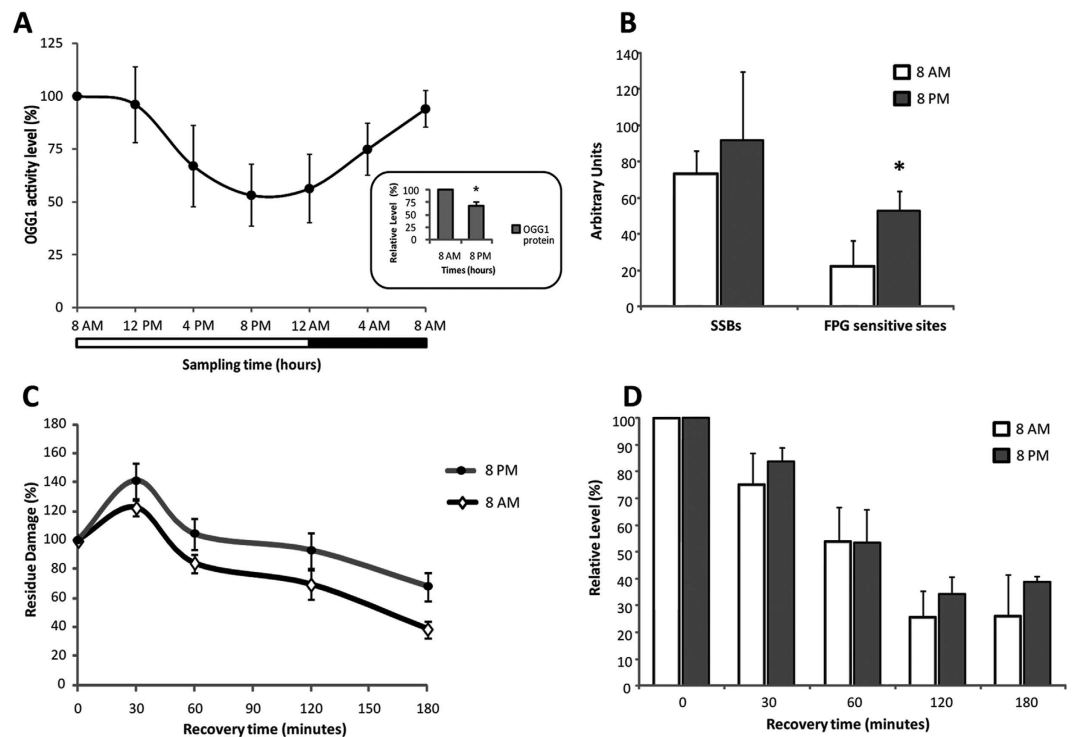 A
OGG1 activity level (%)
125
100
75
50
25
0
8 AM 12 PM 4 PM 8 PM 12 AM 4 AM 8 AM
Sampling time (hours)
Relative Level (%)
100
75
50
25
0
*
8 AM 8 PM
Times (hours)
OGG1
protein
B
Arbitrary Units
140
120
100
80
60
40
20
0
8 AM
8 PM
*
SSBs FPG sensitive sites
C
Residue Damage (%)
180
160
140
120
100
80
60
40
20
0
0 30 60 90 120 150 180
Recovery time (minutes)
8 PM
8 AM
D
Relative Level (%)
100
90
80
70
60
50
40
30
20
10
0
8 AM
8 PM
0 30 60 120 180
Recovery time (minutes)